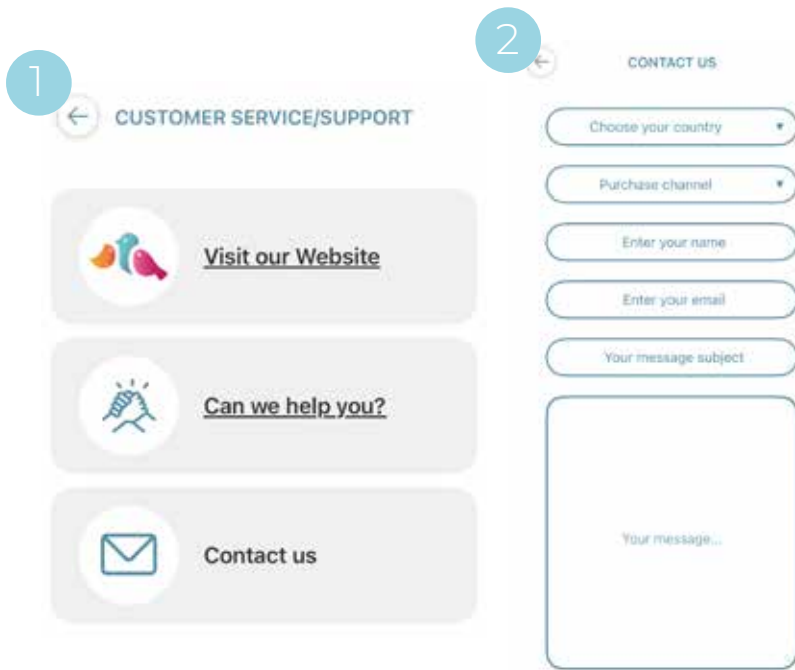 1
CUSTOMER SERVICE/SUPPORT
Visit our Website
Can we help you?
Contact us
2
CONTACT US
Choose your country
Purchase channel
Enter your name
Enter your email
Your message subject
Your message...